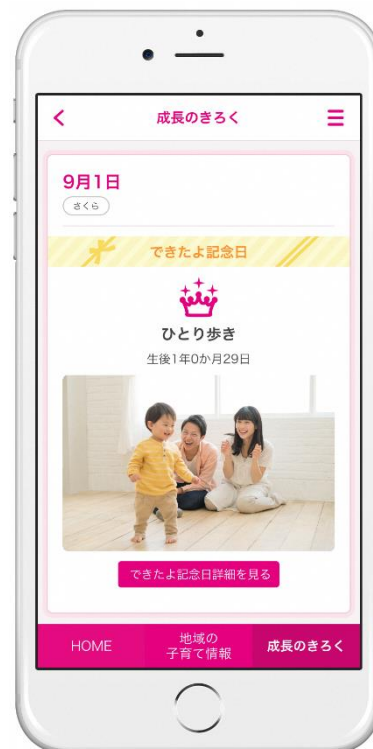 成長のきろく
9月1日
さくら
できたよ記念日
ひとり歩き
生後1年0か月29日
できたよ記念日詳細を見る
HOME
地域の
子育て情報
成長のきろく